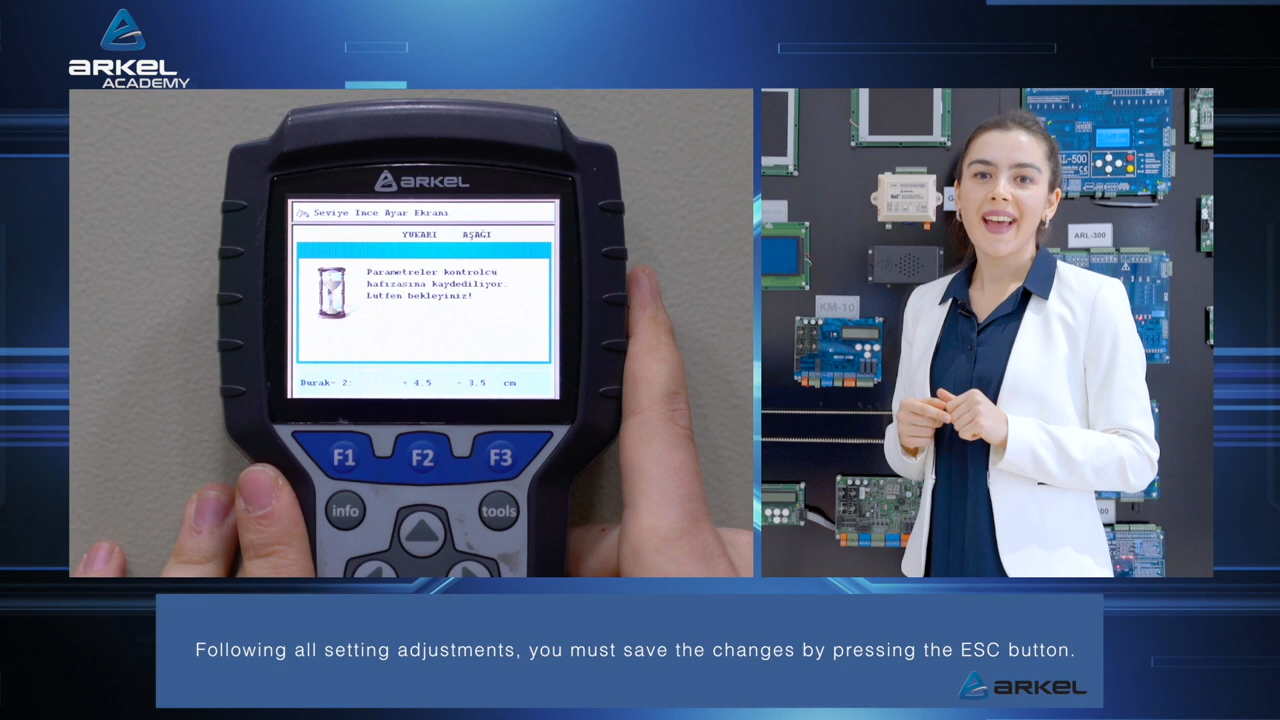 ARKEL
ACADEMY
ARKEL
Seviye Ince Ayar Ekranı
YUKARI AŞAĞI
Parametreler kontrolcu
hafızasına kaydediliyor.
Lutfen bekleyiniz!
Durak- 2: + 4.5 - 3.5 cm
F1 F2 F3
info
tools
ARL-300
KM-10
Following all setting adjustments, you must save the changes by pressing the ESC button.
ARKEL